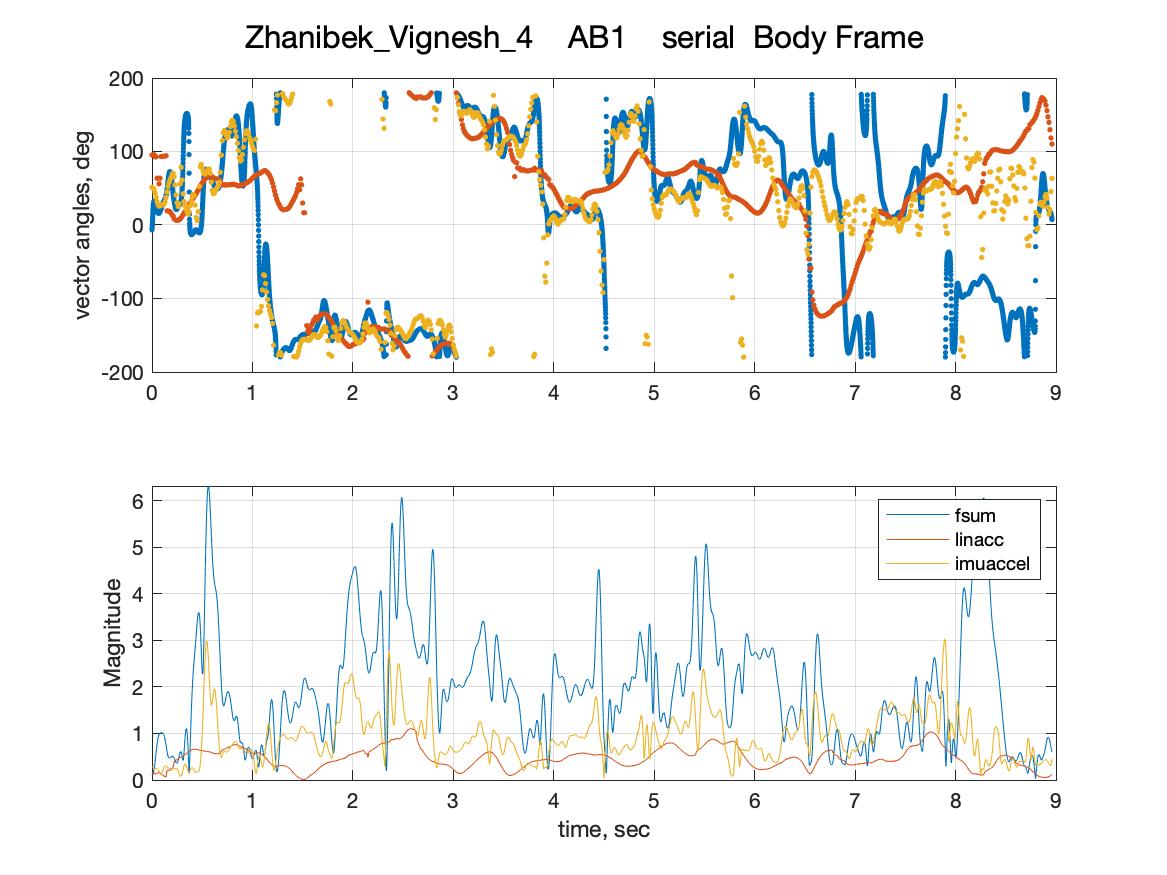 Zhanibek_Vignesh_4 AB1 serial Body Frame
200
100
0
-100
-200
vector angles, deg
0 1 2 3 4 5 6 7 8 9
6
5
4
3
2
1
0
Magnitude
fsum
linacc
imuaccel
0 1 2 3 4 5 6 7 8 9
time, sec